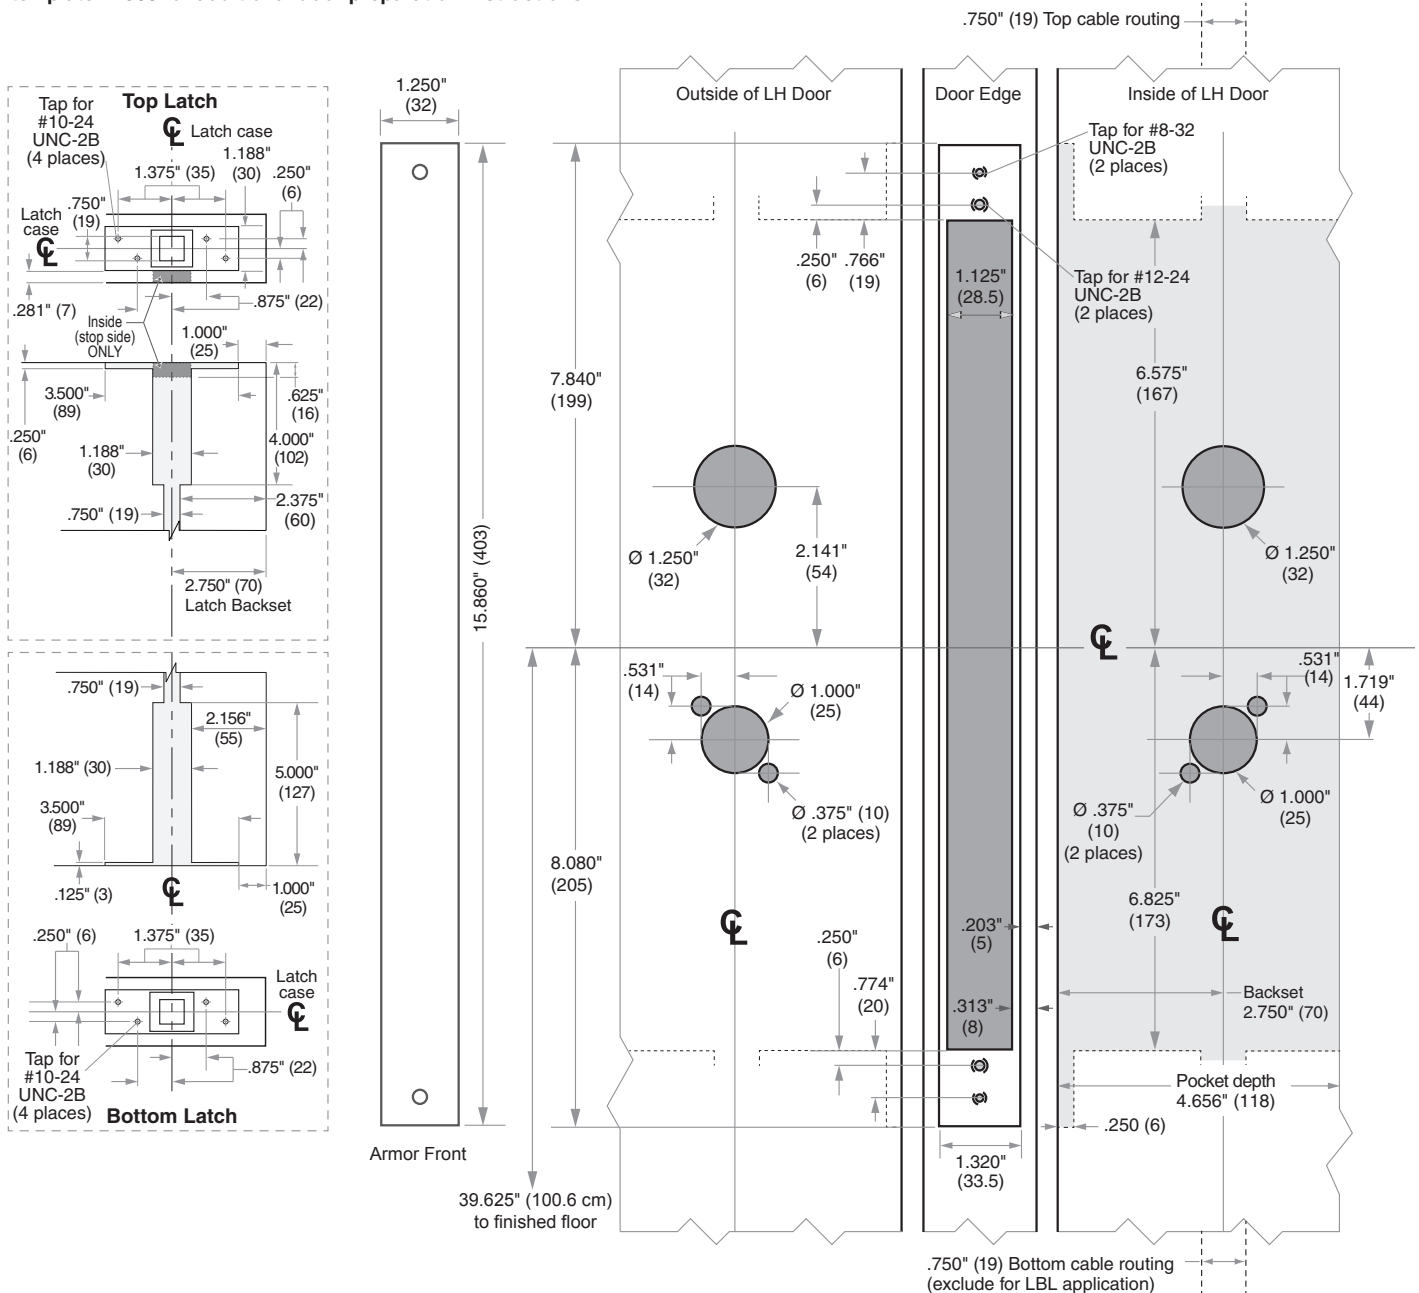 .750" (19) Top cable routing
Top Latch
Tap for
#10-24
UNC-2B
(4 places)
CL
Latch case
1.375" (35)
1.188"
(30)
.250"
(6)
.750"
(19)
Latch
case
CL
.281" (7)
.875" (22)
Inside
(stop side)
ONLY
1.000"
(25)
3.500"
(89)
.625"
(16)
.250"
(6)
1.188"
(30)
4.000"
(102)
.750" (19)
2.375"
(60)
2.750" (70)
Latch Backset
.750" (19)
2.156"
(55)
1.188" (30)
5.000"
(127)
3.500"
(89)
.125" (3)
CL
1.000"
(25)
.250" (6)
1.375" (35)
Latch
case
CL
Tap for
#10-24
UNC-2B
(4 places)
.875" (22)
Bottom Latch
1.250"
(32)
15.860" (403)
Armor Front
Outside of LH Door
7.840"
(199)
.250"
(6)
.766"
(19)
Ø 1.250"
(32)
2.141"
(54)
.531"
(14)
Ø 1.000"
(25)
Ø .375" (10)
(2 places)
8.080"
(205)
CL
.250"
(6)
.774"
(20)
39.625" (100.6 cm)
to finished floor
Door Edge
Tap for #8-32
UNC-2B
(2 places)
Tap for #12-24
UNC-2B
(2 places)
1.125"
(28.5)
.203"
(5)
.313"
(8)
1.320"
(33.5)
Inside of LH Door
6.575"
(167)
Ø 1.250"
(32)
CL
.531"
(14)
1.719"
(44)
Ø .375"
(10)
(2 places)
Ø 1.000"
(25)
6.825"
(173)
CL
Backset
2.750" (70)
Pocket depth
4.656" (118)
.250 (6)
.750" (19) Bottom cable routing
(exclude for LBL application)